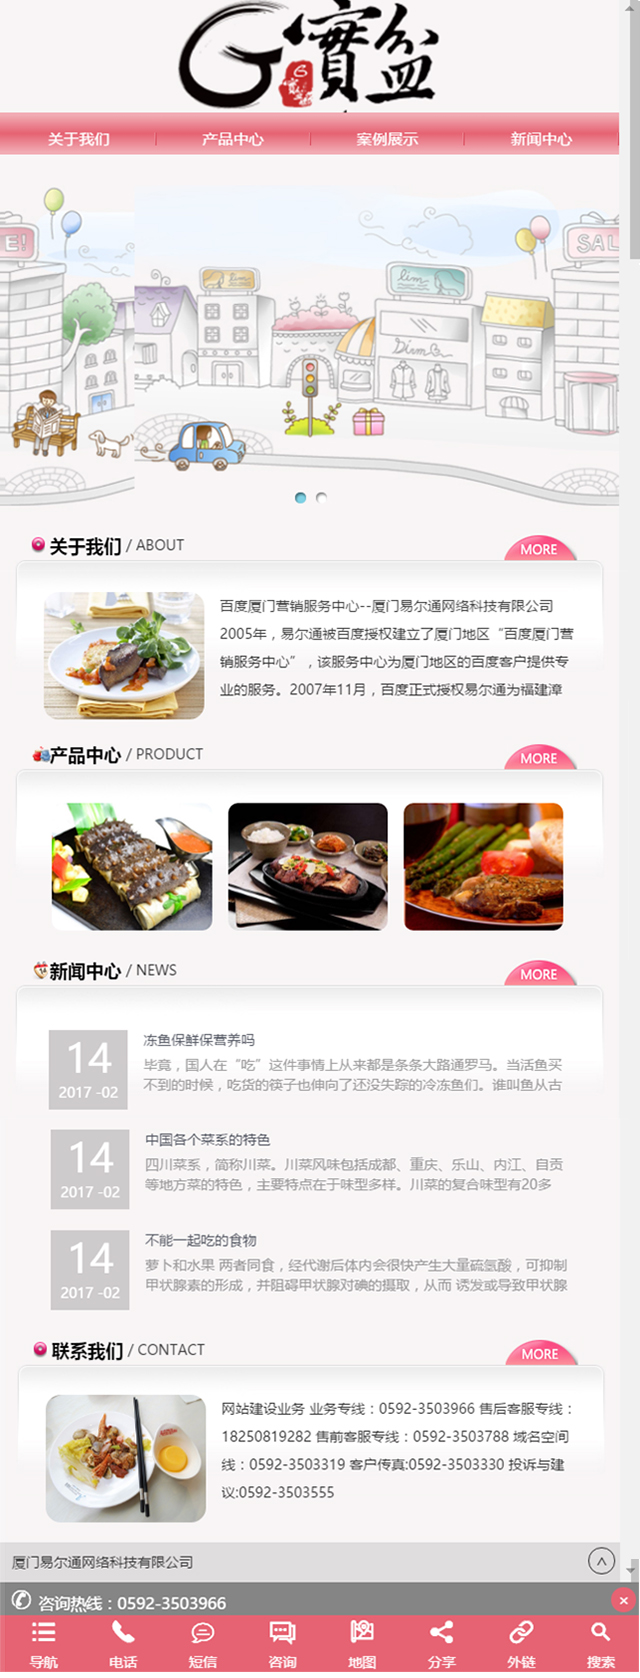 實盆
关于我们 产品中心 案例展示 新闻中心
E!
SAL
lim
Dirm G.
关于我们 / ABOUT MORE
百度厦门营销服务中心--厦门易尔通网络科技有限公司
2005年，易尔通被百度授权建立了厦门地区“百度厦门营
销服务中心”，该服务中心为厦门地区的百度客户提供专
业的服务。2007年11月，百度正式授权易尔通为福建漳
产品中心 / PRODUCT MORE
新闻中心 / NEWS MORE
14
2017 -02
冻鱼保鲜保营养吗
毕竟，国人在“吃”这件事情上从来都是条条大路通罗马。当活鱼买
不到的时候，吃货的筷子也伸向了还没失踪的冷冻鱼们。谁叫鱼从古
14
2017 -02
中国各个菜系的特色
四川菜系，简称川菜。川菜风味包括成都、重庆、乐山、内江、自贡
等地方菜的特色，主要特点在于味型多样。川菜的复合味型有20多
14
2017 -02
不能一起吃的食物
萝卜和水果 两者同食，经代谢后体内会很快产生大量硫氰酸，可抑制
甲状腺素的形成，并阻碍甲状腺对碘的摄取，从而 诱发或导致甲状腺
联系我们 / CONTACT MORE
网站建设业务 业务专线：0592-3503966 售后客服专线：
18250819282 售前客服专线：0592-3503788 域名空间
线：0592-3503319 客户传真:0592-3503330 投诉与建
议:0592-3503555
厦门易尔通网络科技有限公司
咨询热线：0592-3503966
导航 电话 短信 咨询 地图 分享 外链 搜索